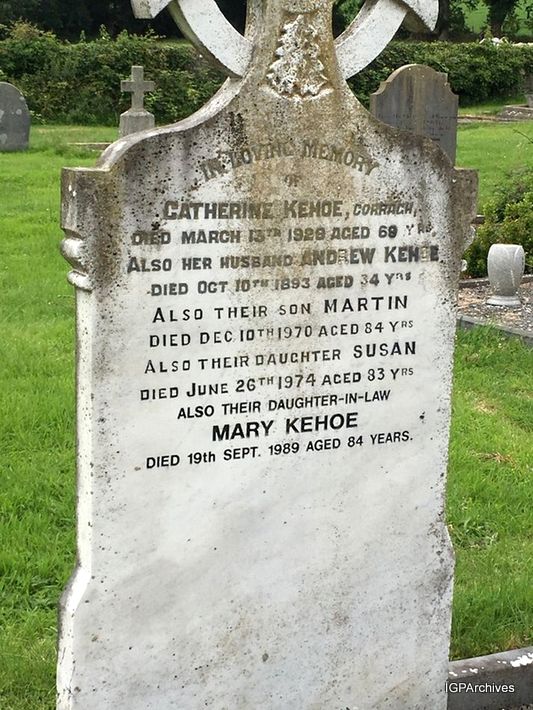 IN LOVING MEMORY
OF
CATHERINE KEHOE, CORRAGH,
DIED MARCH 13TH 1928 AGED 69 YRS.
ALSO HER HUSBAND ANDREW KEHOE
DIED OCT 10TH 1893 AGED 34 YRS
ALSO THEIR SON MARTIN
DIED DEC 10TH 1970 AGED 84 YRS
ALSO THEIR DAUGHTER SUSAN
DIED JUNE 26TH 1974 AGED 83 YRS
ALSO THEIR DAUGHTER-IN-LAW
MARY KEHOE
DIED 19th SEPT. 1989 AGED 84 YEARS.
IGPArchives